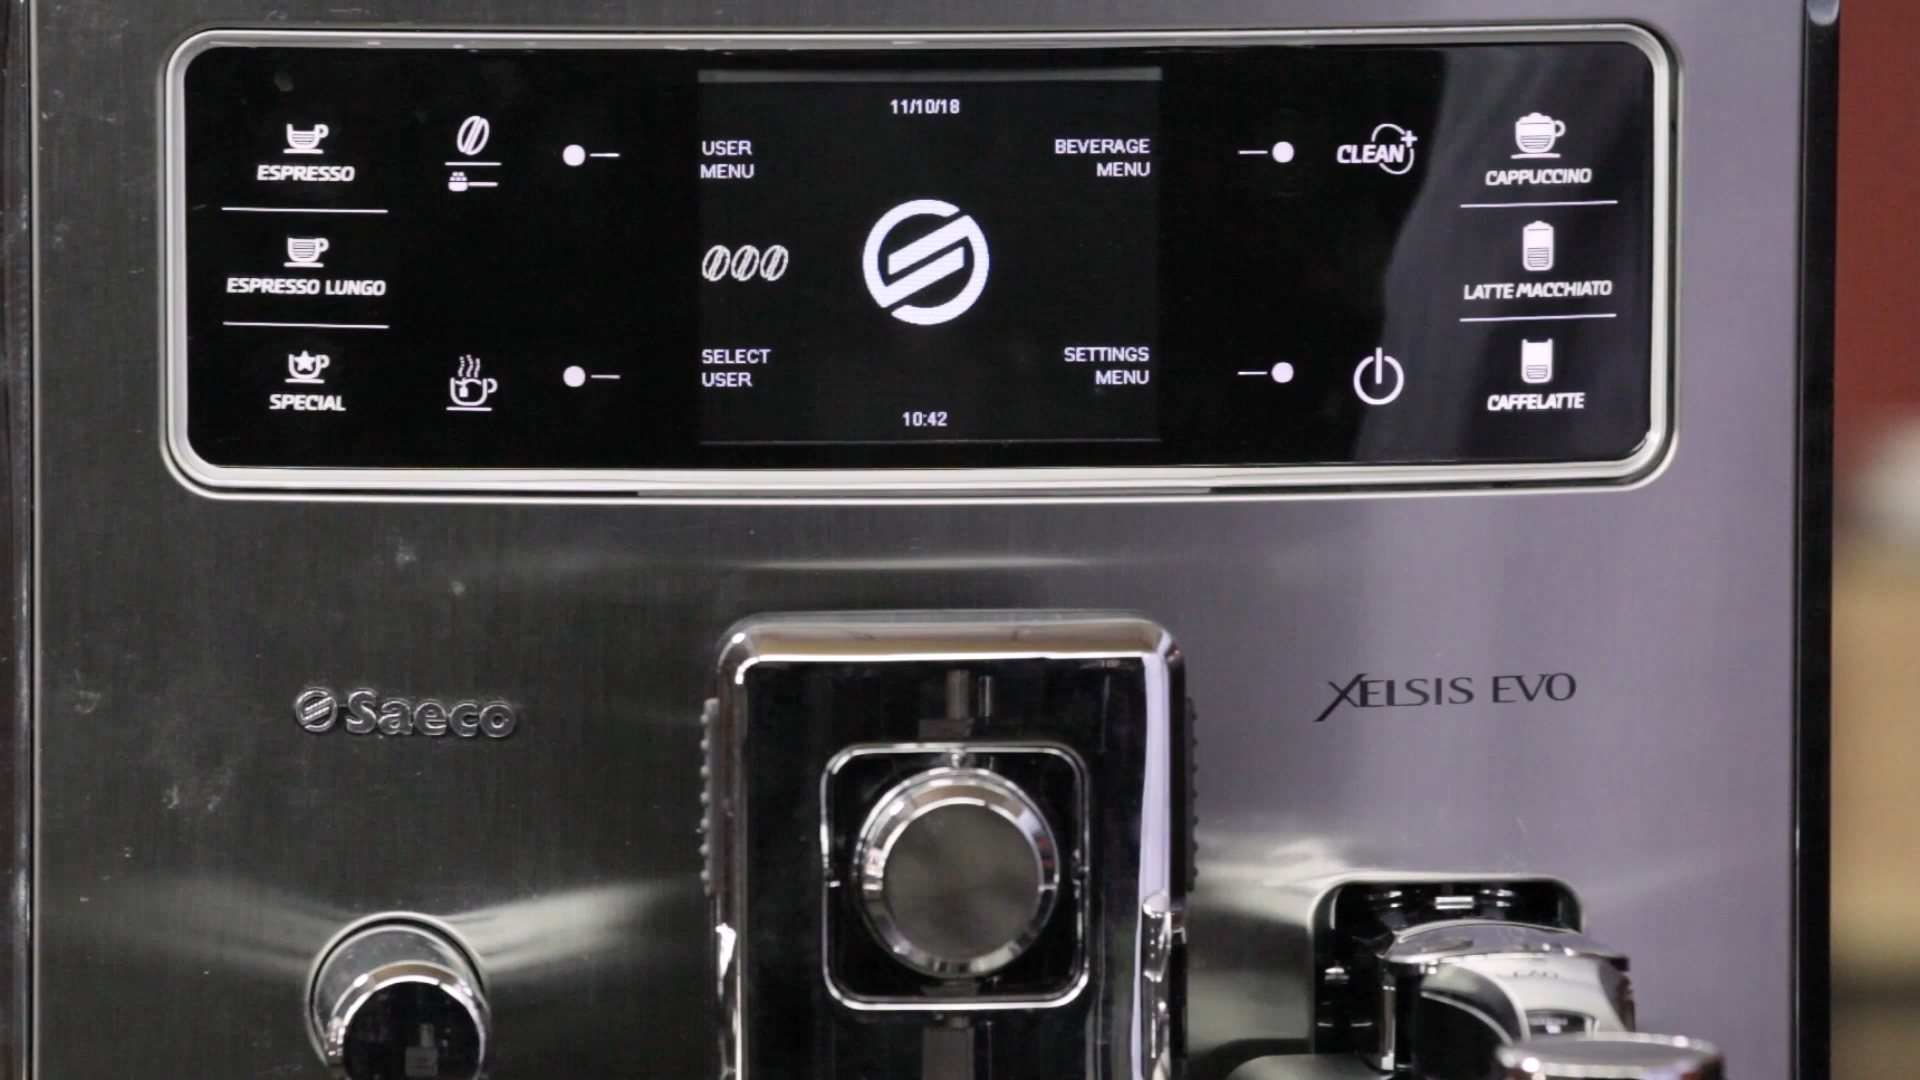 ESPRESSO
ESPRESSO LUNGO
SPECIAL
11/10/18
USER
MENU
BEVERAGE
MENU
SELECT
USER
SETTINGS
MENU
10:42
CLEAN+
CAPPUCCINO
LATTE MACCHIATO
CAFFELATTE
Saeco
XELSIS EVO